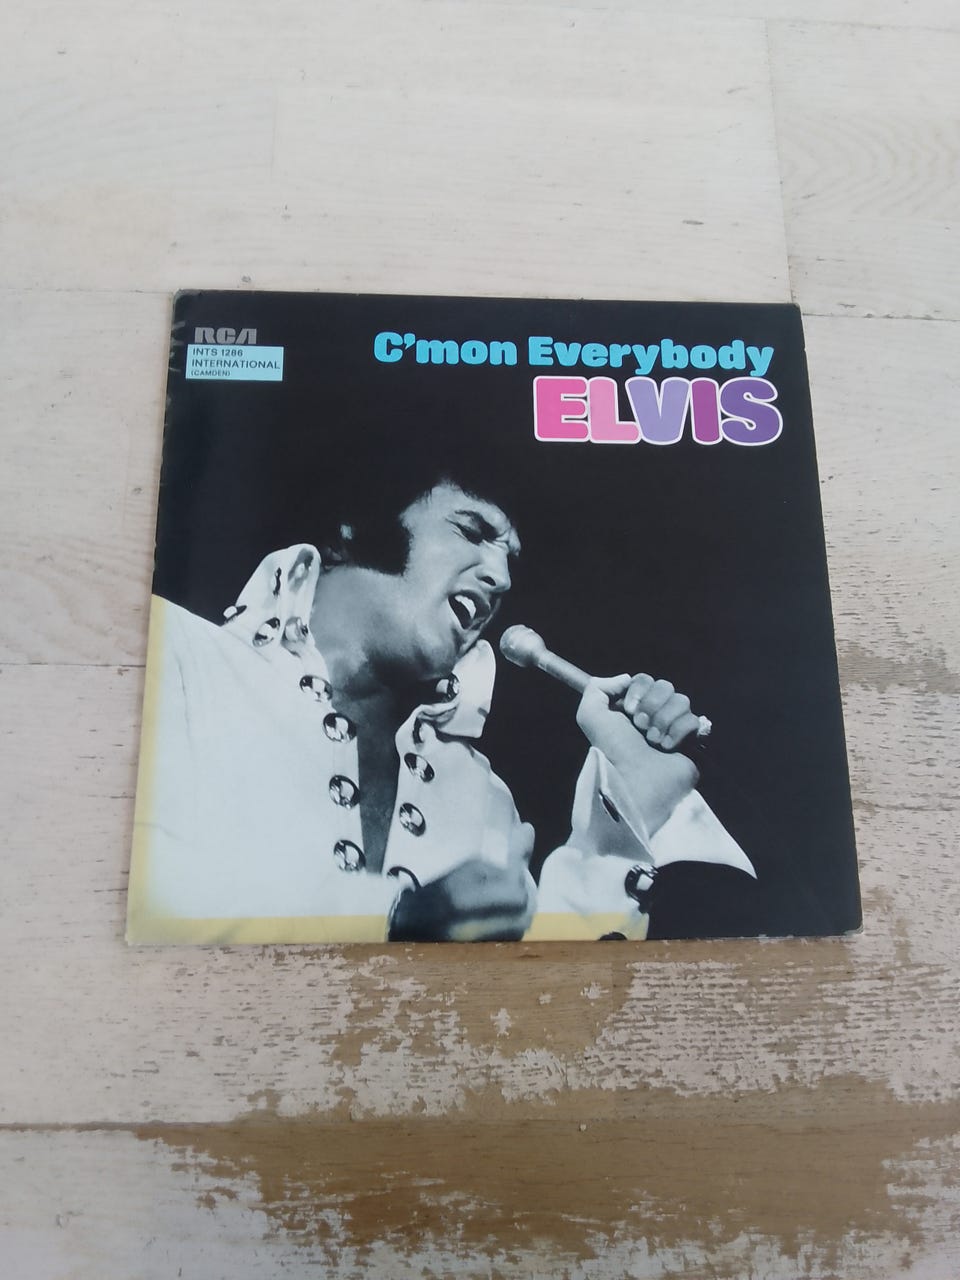 RCA
INTS 1286
INTERNATIONAL
(CAMDEN)
C'mon Everybody
ELVIS